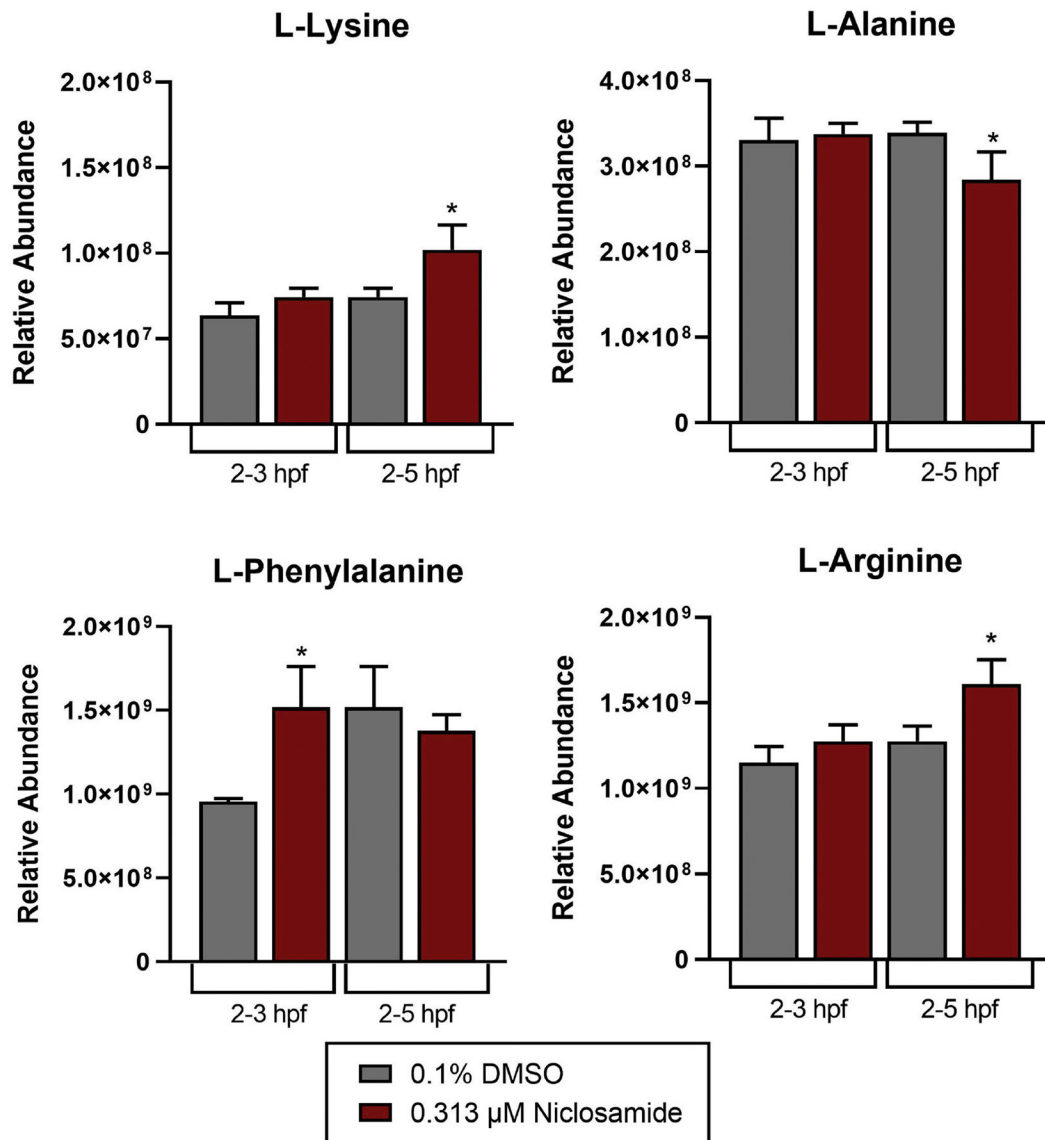 L-Lysine
Relative Abundance
2.0×10⁸
1.5×10⁸
1.0×10⁸
5.0×10⁷
0
*
2-3 hpf 2-5 hpf
L-Alanine
Relative Abundance
4.0×10⁸
3.0×10⁸
2.0×10⁸
1.0×10⁸
0
*
2-3 hpf 2-5 hpf
L-Phenylalanine
Relative Abundance
2.0×10⁹
1.5×10⁹
1.0×10⁹
5.0×10⁸
0
*
2-3 hpf 2-5 hpf
L-Arginine
Relative Abundance
2.0×10⁹
1.5×10⁹
1.0×10⁹
5.0×10⁸
0
*
2-3 hpf 2-5 hpf
0.1% DMSO
0.313 µM Niclosamide